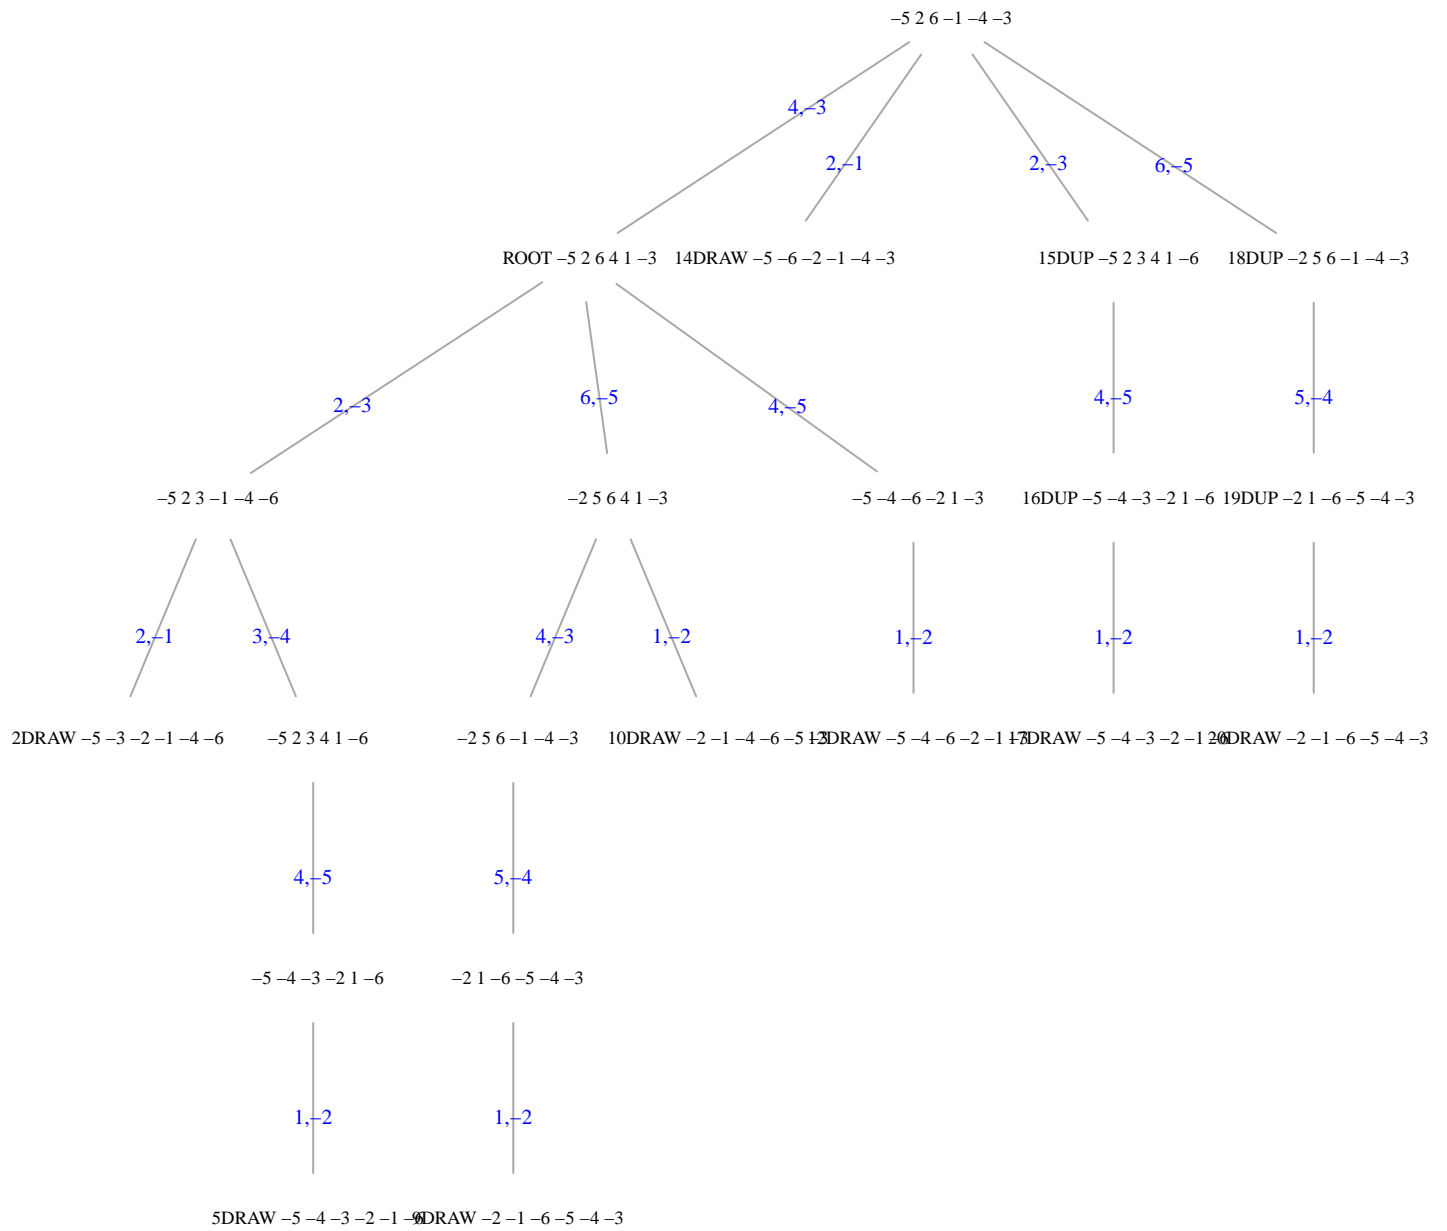 –5 2 6 –1 –4 –3
4,–3
2,–1
2,–3
6,–5
ROOT –5 2 6 4 1 –3
14DRAW –5 –6 –2 –1 –4 –3
15DUP –5 2 3 4 1 –6
18DUP –2 5 6 –1 –4 –3
2,–3
6,–5
4,–5
4,–5
5,–4
–5 2 3 –1 –4 –6
–2 5 6 4 1 –3
–5 –4 –6 –2 1 –3
16DUP –5 –4 –3 –2 1 –6
19DUP –2 1 –6 –5 –4 –3
2,–1
3,–4
4,–3
1,–2
1,–2
1,–2
1,–2
2DRAW –5 –3 –2 –1 –4 –6
–5 2 3 4 1 –6
–2 5 6 –1 –4 –3
10DRAW –2 –1 –4 –6 –5
DRAW –5 –4 –6 –2 –1
DRAW –5 –4 –3 –2 –1
DRAW –2 –1 –6 –5 –4 –3
4,–5
5,–4
–5 –4 –3 –2 1 –6
–2 1 –6 –5 –4 –3
1,–2
1,–2
5DRAW –5 –4 –3 –2 –1
DRAW –2 –1 –6 –5 –4 –3